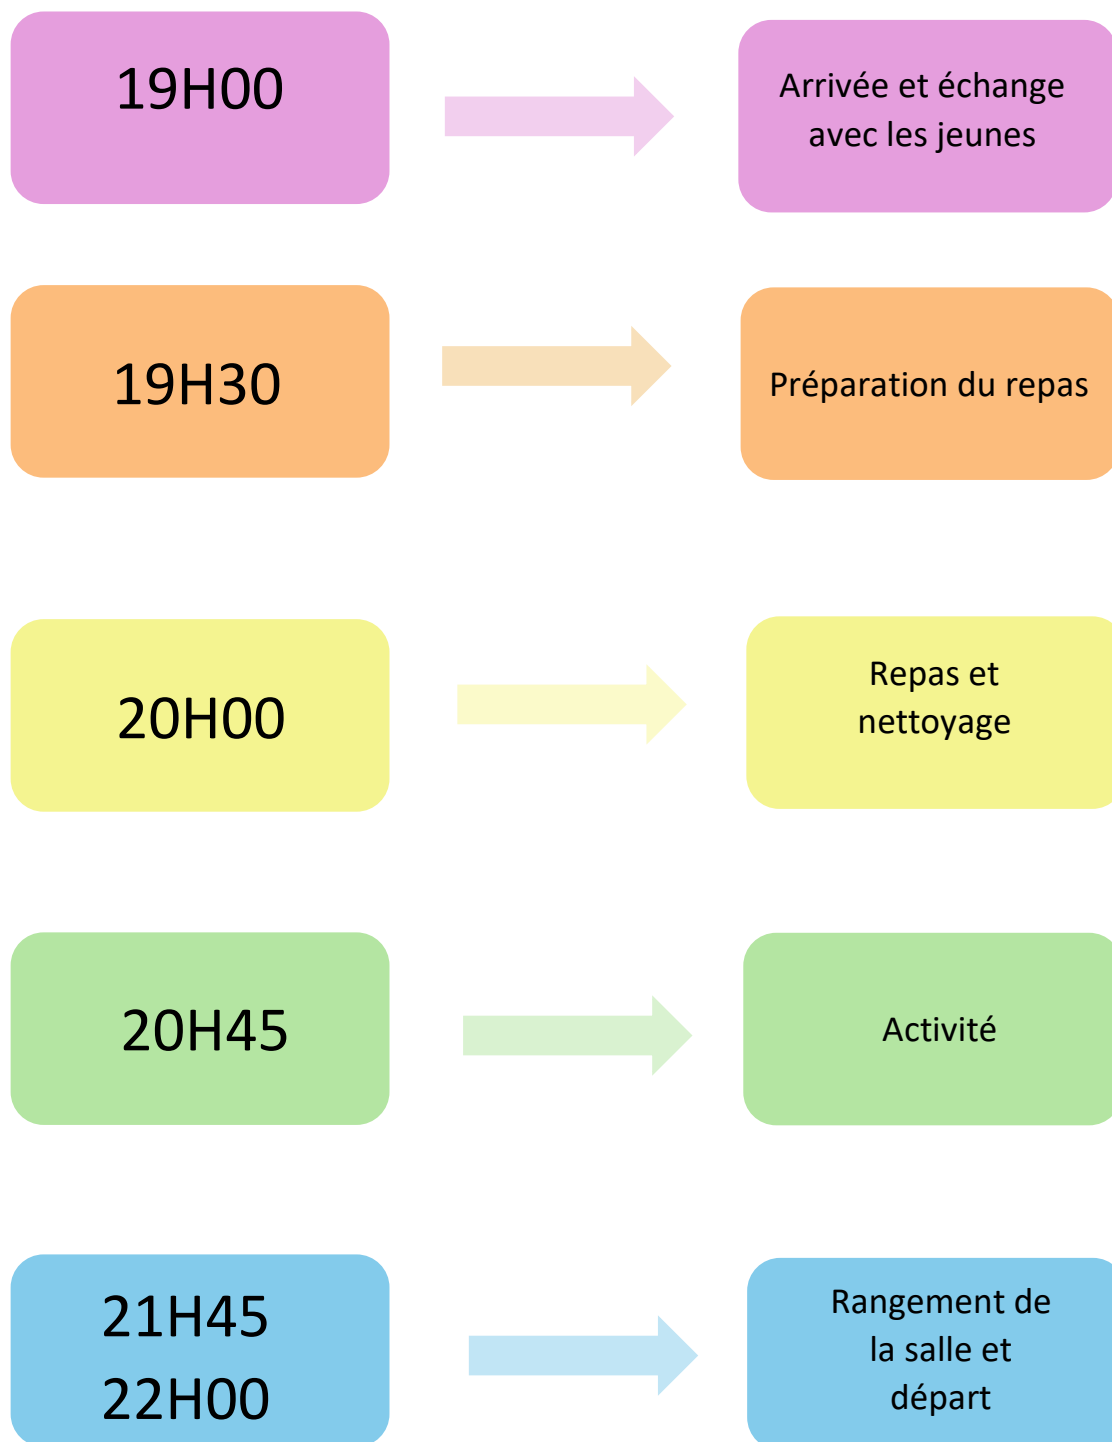 19H00
Arrivée et échange
avec les jeunes
19H30
Préparation du repas
20H00
Repas et
nettoyage
20H45
Activité
21H45
22H00
Rangement de
la salle et
départ